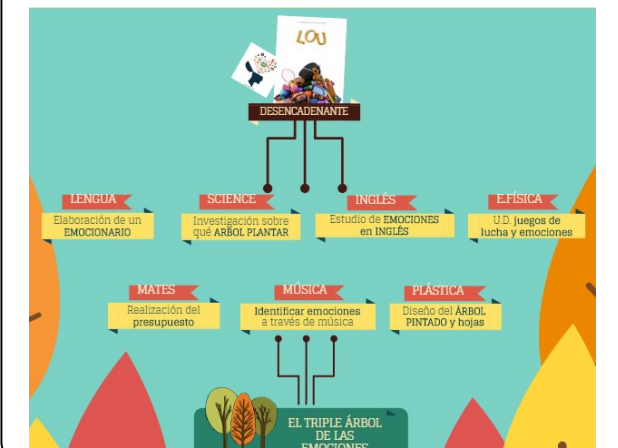 LOU
DESENCADENANTE
LENGUA
Elaboración de un
EMOCIONARIO
SCIENCE
Investigación sobre
qué ARBOL PLANTAR
INGLÉS
Estudio de EMOCIONES
en INGLÉS
E.FÍSICA
U.D. juegos de
lucha y emociones
MATES
Realización del
presupuesto
MÚSICA
Identificar emociones
a través de música
PLÁSTICA
Diseño del ÁRBOL
PINTADO y hojas
EL TRIPLE ÁRBOL
DE LAS
EMOCIONES